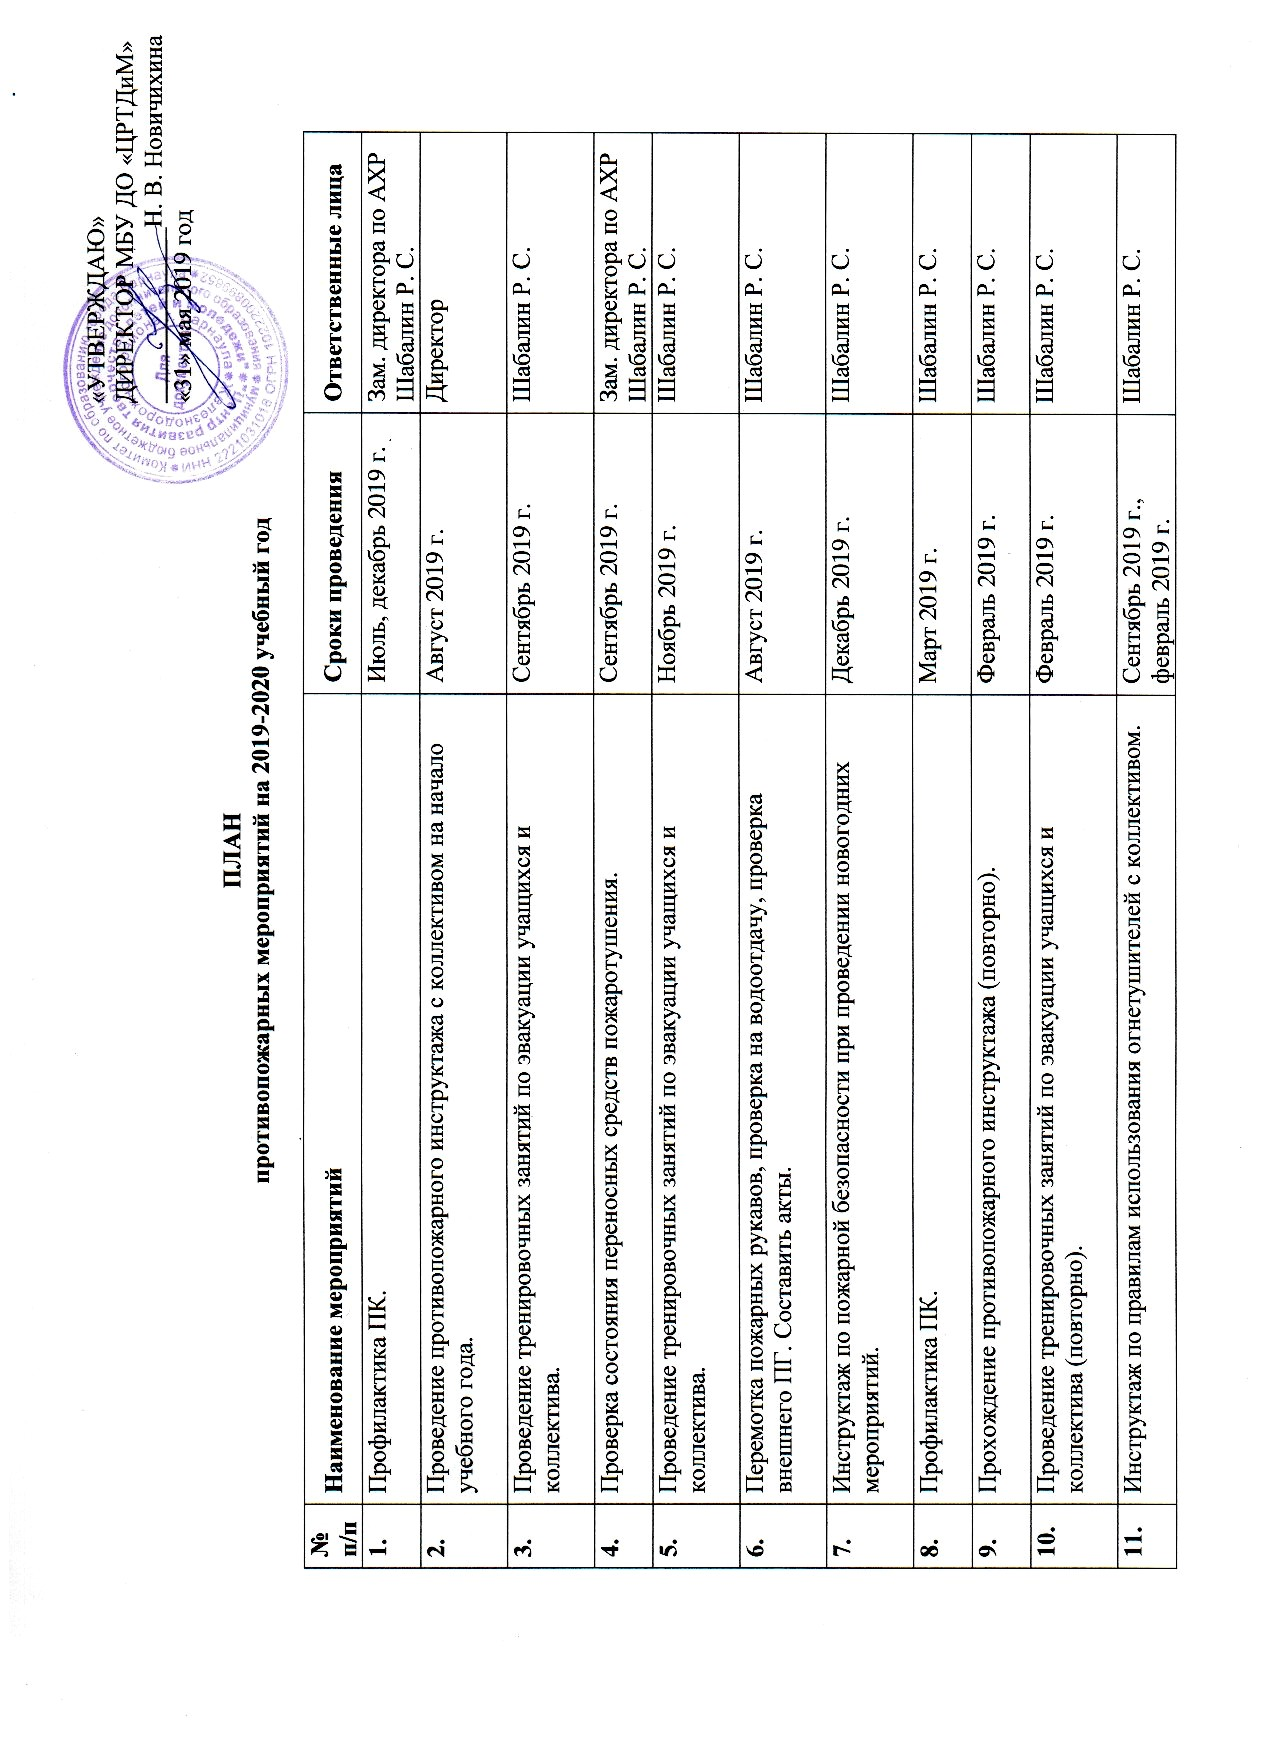 «УТВЕРЖДАЮ»
ДИРЕКТОР МБУ ДО «ЦРТДиМ»
Н. В. Новичихина
«31» мая 2019 год
ПЛАН
противопожарных мероприятий на 2019-2020 учебный год
№ п/п Наименование мероприятий Сроки проведения Ответственные лица
1. Профилактика ПК. Июль, декабрь 2019 г. Зам. директора по АХР
Шабалин Р. С.
2. Проведение противопожарного инструктажа с коллективом на начало Август 2019 г. Директор
учебного года.
3. Проведение тренировочных занятий по эвакуации учащихся и Сентябрь 2019 г. Шабалин Р. С.
коллектива.
4. Проверка состояния переносных средств пожаротушения. Сентябрь 2019 г. Зам. директора по АХР
Шабалин Р. С.
5. Проведение тренировочных занятий по эвакуации учащихся и Ноябрь 2019 г. Шабалин Р. С.
коллектива.
6. Перемотка пожарных рукавов, проверка на водоотдачу, проверка Август 2019 г. Шабалин Р. С.
внешнего ПГ. Составить акты.
7. Инструктаж по пожарной безопасности при проведении новогодних Декабрь 2019 г. Шабалин Р. С.
мероприятий.
8. Профилактика ПК. Март 2019 г. Шабалин Р. С.
9. Прохождение противопожарного инструктажа (повторно). Февраль 2019 г. Шабалин Р. С.
10. Проведение тренировочных занятий по эвакуации учащихся и Февраль 2019 г. Шабалин Р. С.
коллектива (повторно).
11. Инструктаж по правилам использования огнетушителей с коллективом. Сентябрь 2019 г., Шабалин Р. С.
февраль 2019 г.